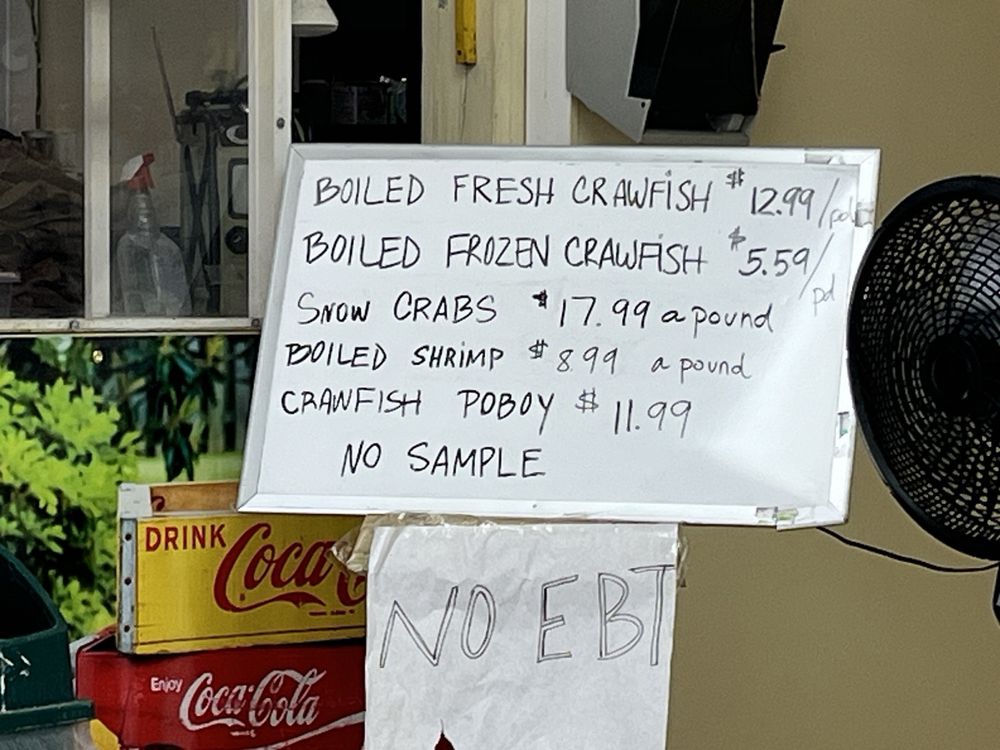 BOILED FRESH CRAWFISH $12.99/pd
BOILED FROZEN CRAWFISH $5.59/pd
SNOW CRABS $17.99 a pound
BOILED SHRIMP $8.99 a pound
CRAWFISH POBOY $11.99
NO SAMPLE
NO EBT
DRINK Coca
Enjoy Coca-Cola